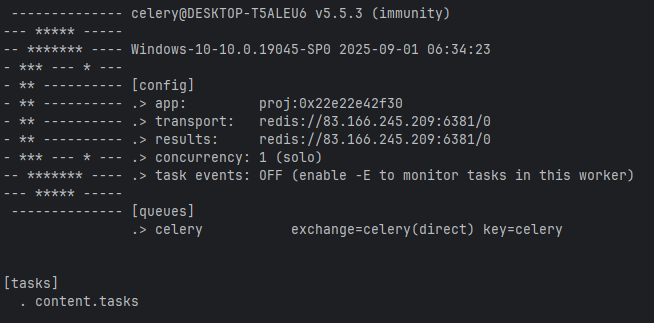 -------------- celery@DESKTOP-T5ALEU6 v5.5.3 (immunity)
--- ***** -----
-- ******* ---- Windows-10-10.0.19045-SP0 2025-09-01 06:34:23
- *** --- * ---
- ** ---------- [config]
- ** ---------- .> app:         proj:0x22e22e42f30
- ** ---------- .> transport:   redis://83.166.245.209:6381/0
- ** ---------- .> results:     redis://83.166.245.209:6381/0
- *** --- * --- .> concurrency: 1 (solo)
-- ******* ---- .> task events: OFF (enable -E to monitor tasks in this worker)
--- ***** -----
 -------------- [queues]
                .> celery           exchange=celery(direct) key=celery
[tasks]
  . content.tasks